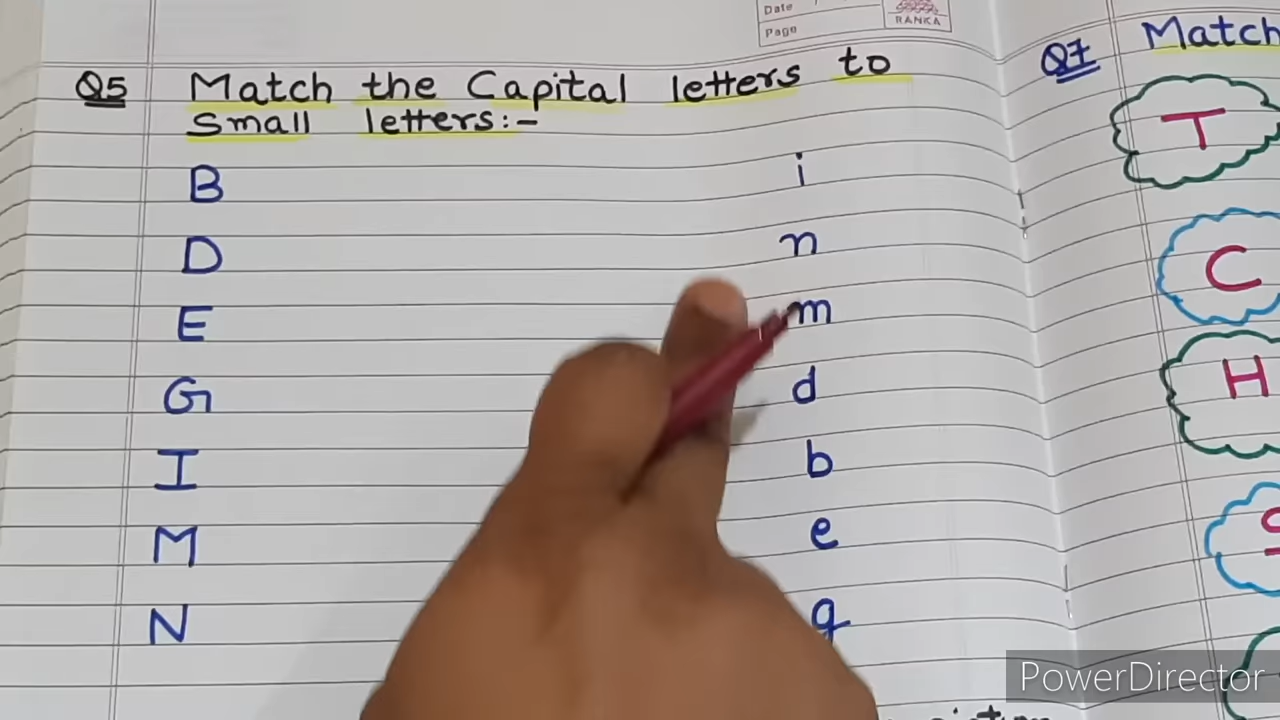 Date
Page
RANKA
Q5 Match the Capital letters to
Small letters:-
B i
D n
E m
G d
I b
M e
N g
Q7 Match
T
C
H
PowerDirector